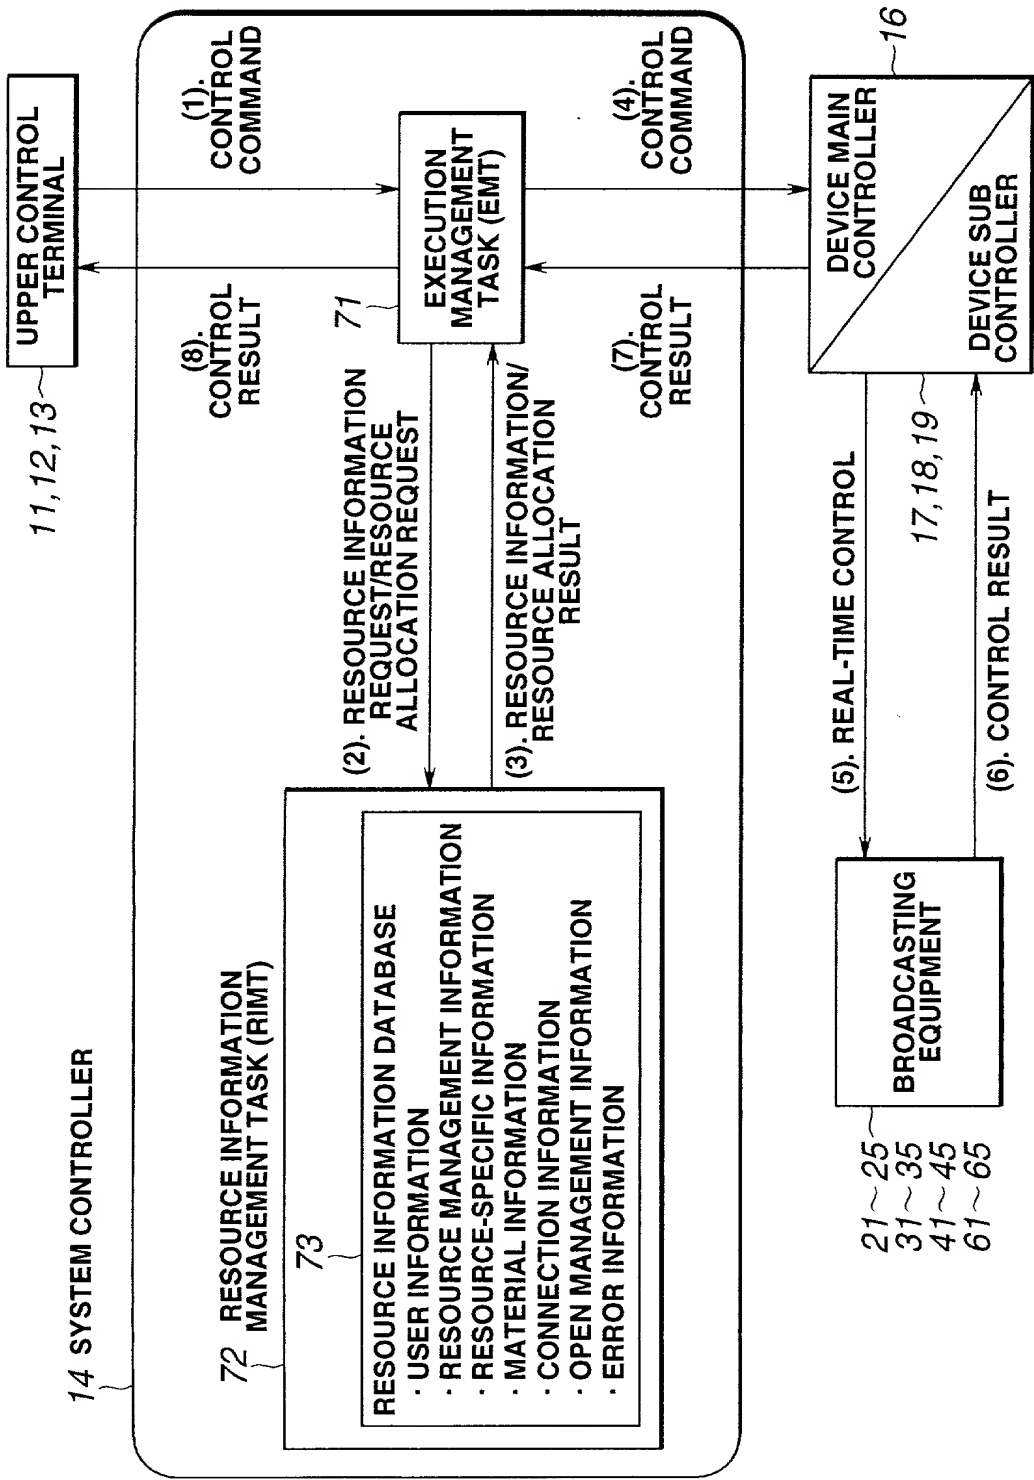 14 SYSTEM CONTROLLER
72
RESOURCE INFORMATION
MANAGEMENT TASK (RIMT)
73
RESOURCE INFORMATION DATABASE
· USER INFORMATION
· RESOURCE MANAGEMENT INFORMATION
· RESOURCE-SPECIFIC INFORMATION
· MATERIAL INFORMATION
· CONNECTION INFORMATION
· OPEN MANAGEMENT INFORMATION
· ERROR INFORMATION
(2). RESOURCE INFORMATION
REQUEST/RESOURCE
ALLOCATION REQUEST
(3). RESOURCE INFORMATION/
RESOURCE ALLOCATION
RESULT
11,12,13
UPPER CONTROL
TERMINAL
(8).
CONTROL
RESULT
(1).
CONTROL
COMMAND
71
EXECUTION
MANAGEMENT
TASK (EMT)
(7).
CONTROL
RESULT
(4).
CONTROL
COMMAND
16
DEVICE MAIN
CONTROLLER
DEVICE SUB
CONTROLLER
17,18,19
(5). REAL-TIME CONTROL
(6). CONTROL RESULT
BROADCASTING
EQUIPMENT
21~25
31~35
41~45
61~65